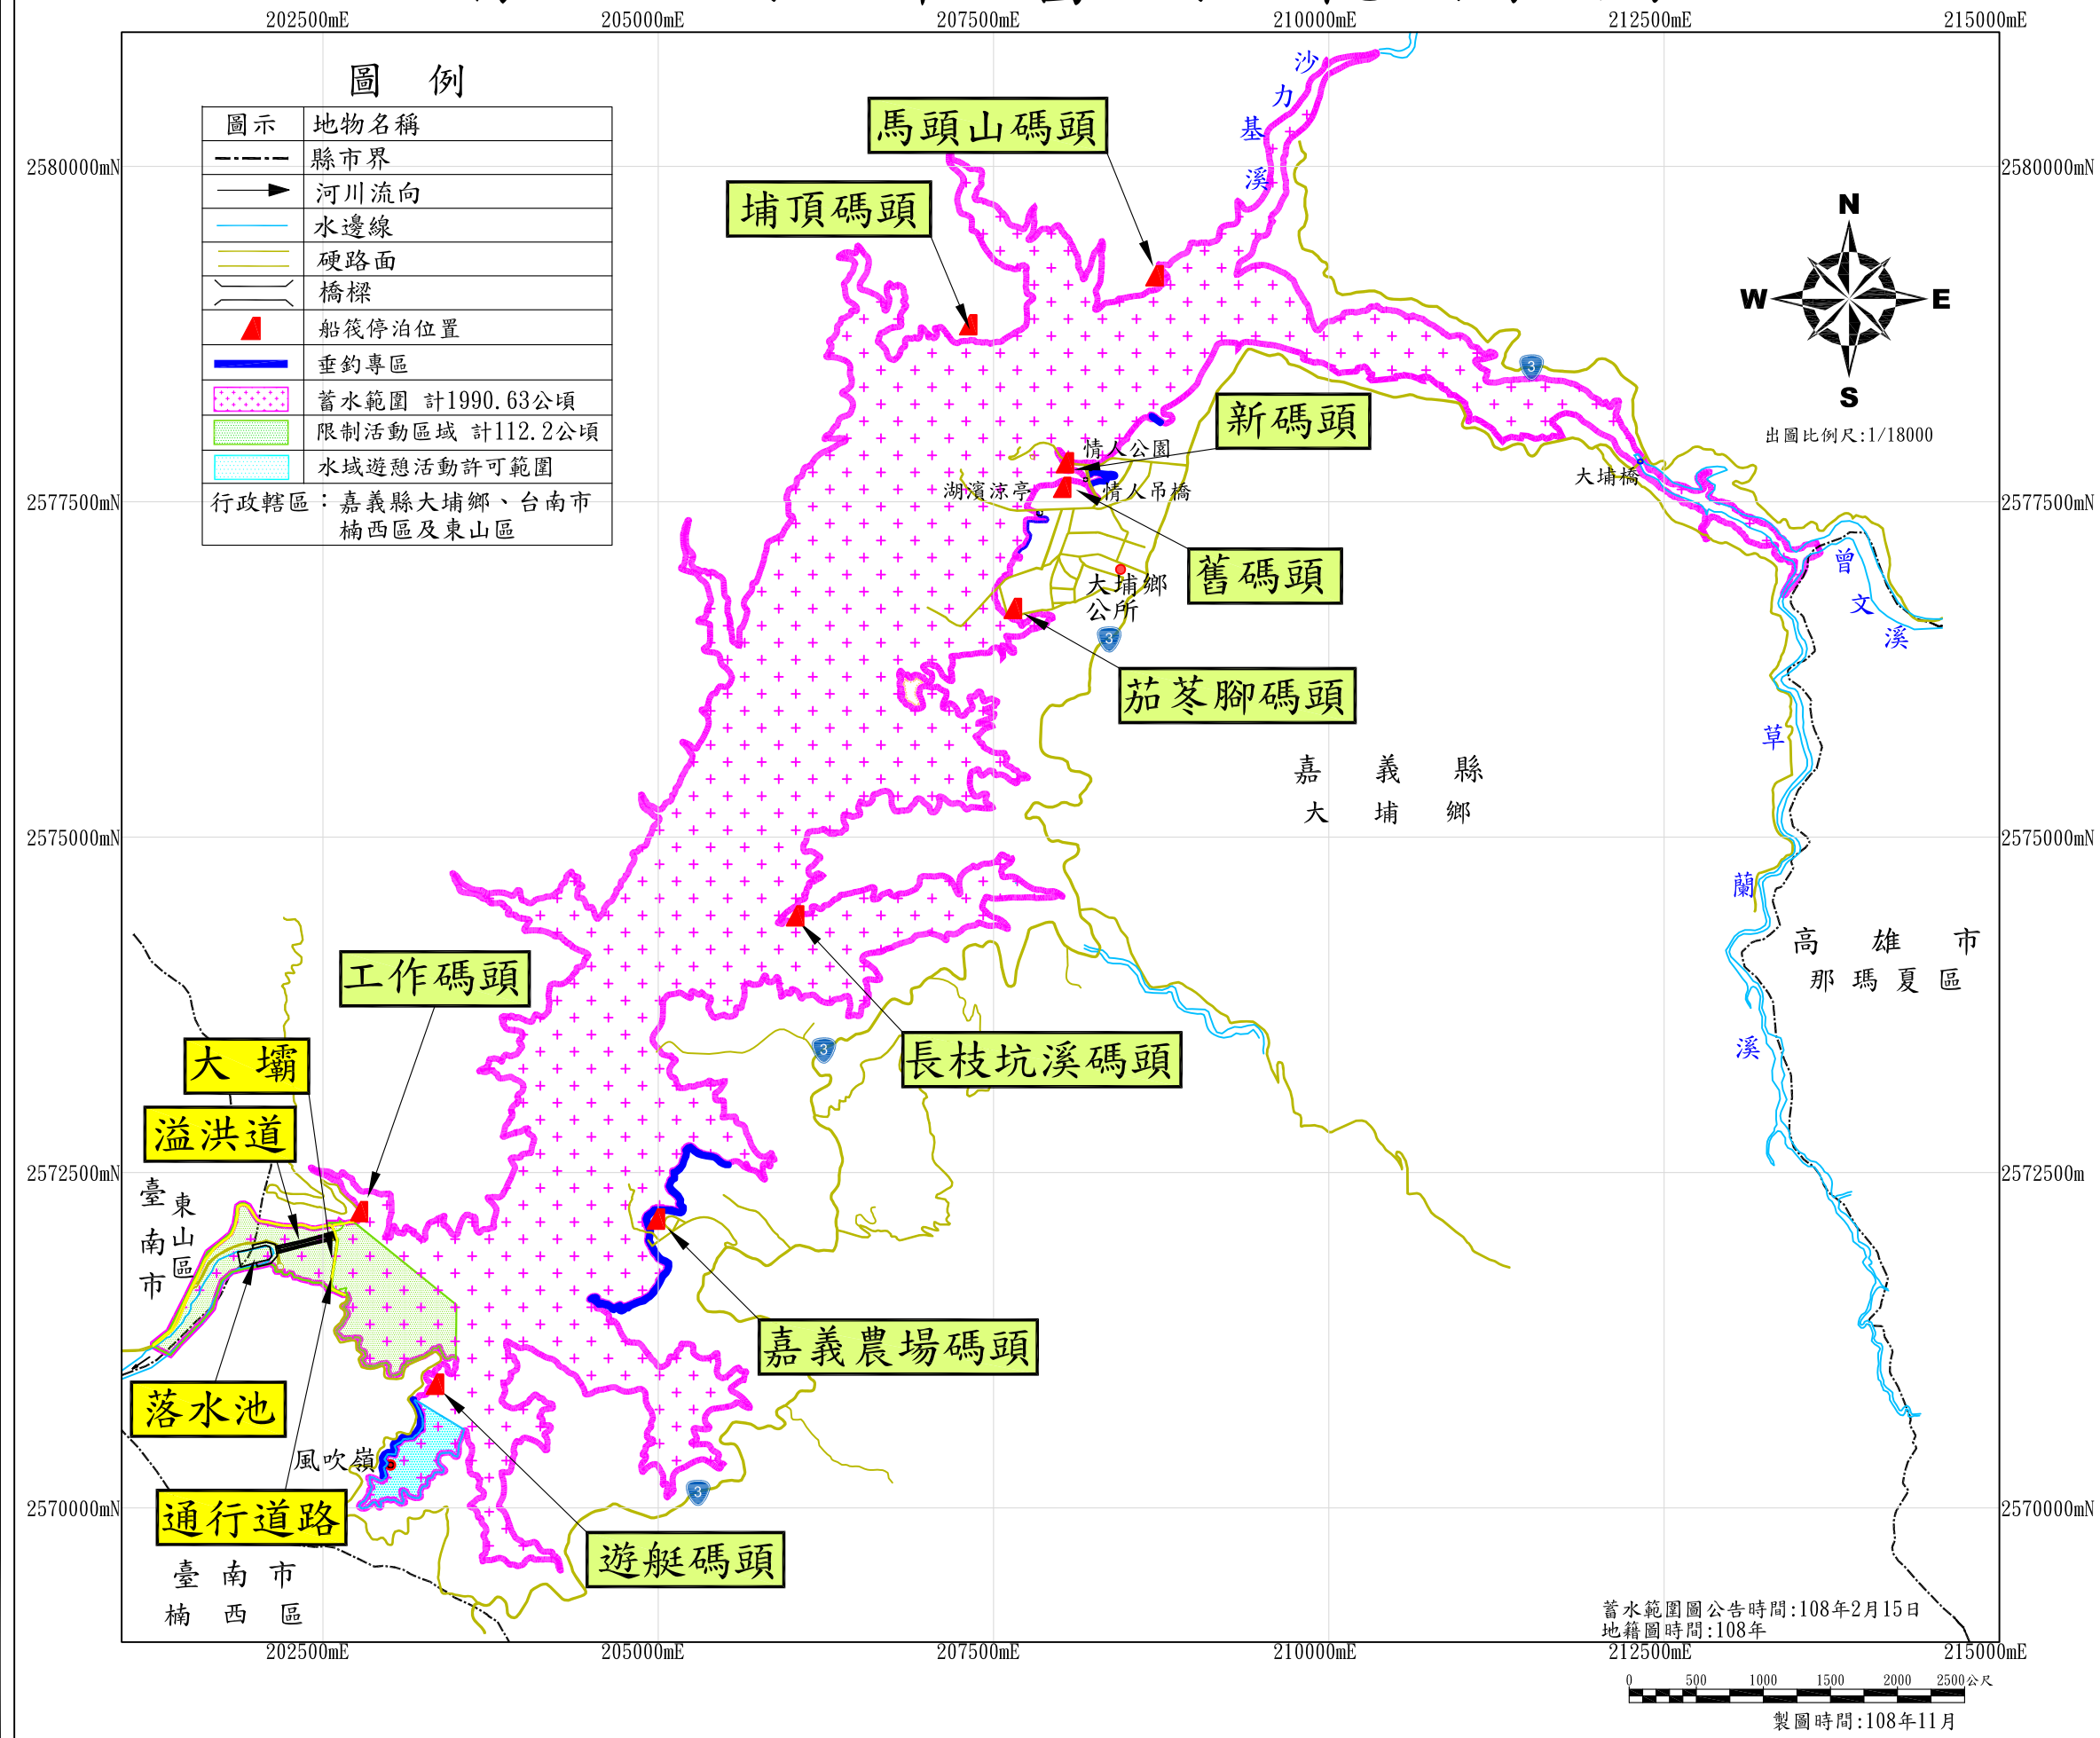 202500mE 205000mE 207500mE 210000mE 212500mE 215000mE
圖 例
圖示 地物名稱
縣市界
河川流向
水邊線
硬路面
橋樑
船筏停泊位置
垂釣專區
蓄水範圍 計1990.63公頃
限制活動區域 計112.2公頃
水域遊憩活動許可範圍
行政轄區：嘉義縣大埔鄉、台南市
楠西區及東山區
沙力基溪
馬頭山碼頭
埔頂碼頭
2580000mN
2580000mN
N
W
E
S
出圖比例尺:1/18000
3
新碼頭
情人公園
大埔橋
湖濱涼亭
情人吊橋
2577500mN
2577500mN
舊碼頭
大埔鄉
公所
3
曾文溪
茄苳腳碼頭
嘉義縣
大埔鄉
草蘭溪
2575000mN
2575000mN
高雄市
那瑪夏區
工作碼頭
長枝坑溪碼頭
3
大壩
溢洪道
2572500mN
2572500m
臺南市
東山區
嘉義農場碼頭
落水池
風吹嶺
3
通行道路
2570000mN
2570000mN
遊艇碼頭
臺南市
楠西區
蓄水範圍圖公告時間:108年2月15日
地籍圖時間:108年
202500mE 205000mE 207500mE 210000mE 212500mE 215000mE
0 500 1000 1500 2000 2500公尺
製圖時間:108年11月